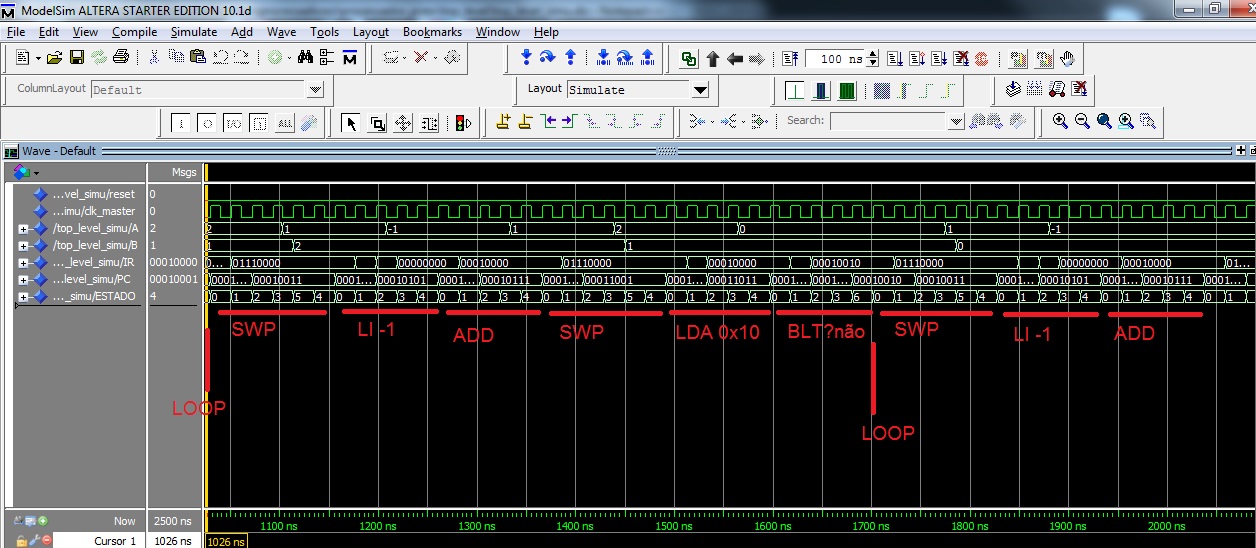 ModelSim ALTERA STARTER EDITION 10.1d
File Edit View Compile Simulate Add Wave Tools Layout Bookmarks Window Help
100 ns
ColumnLayout Default
Layout Simulate
Search:
Wave - Default
Msgs
...vel_simu/reset 0
...imu/clk_master 0
/top_level_simu/A 2 2 1 -1 1 2 0 1 -1
/top_level_simu/B 1 1 2 1 0
..._level_simu/IR 00010000 0... 01110000 00000000 00010000 01110000 00010000 00010010 01110000 00000000 00010000 01...
...level_simu/PC 00010001 0001... 00010011 0001... 00010101 0001... 00010111 0001... 00011001 0001... 00011011 0001... 00010010 0001... 00010011 0001... 00010101 0001... 00010111 0001...
..._simu/ESTADO 4 0 1 2 3 5 4 0 1 2 3 4 0 1 2 3 4 0 1 2 3 5 4 0 1 2 3 4 0 1 2 3 6 0 1 2 3 5 4 0 1 2 3 4 0 1 2 3 4 0 1
SWP LI -1 ADD SWP LDA 0x10 BLT?não SWP LI -1 ADD
LOOP
LOOP
Now 2500 ns 1100 ns 1200 ns 1300 ns 1400 ns 1500 ns 1600 ns 1700 ns 1800 ns 1900 ns 2000 ns
Cursor 1 1026 ns 1026 ns